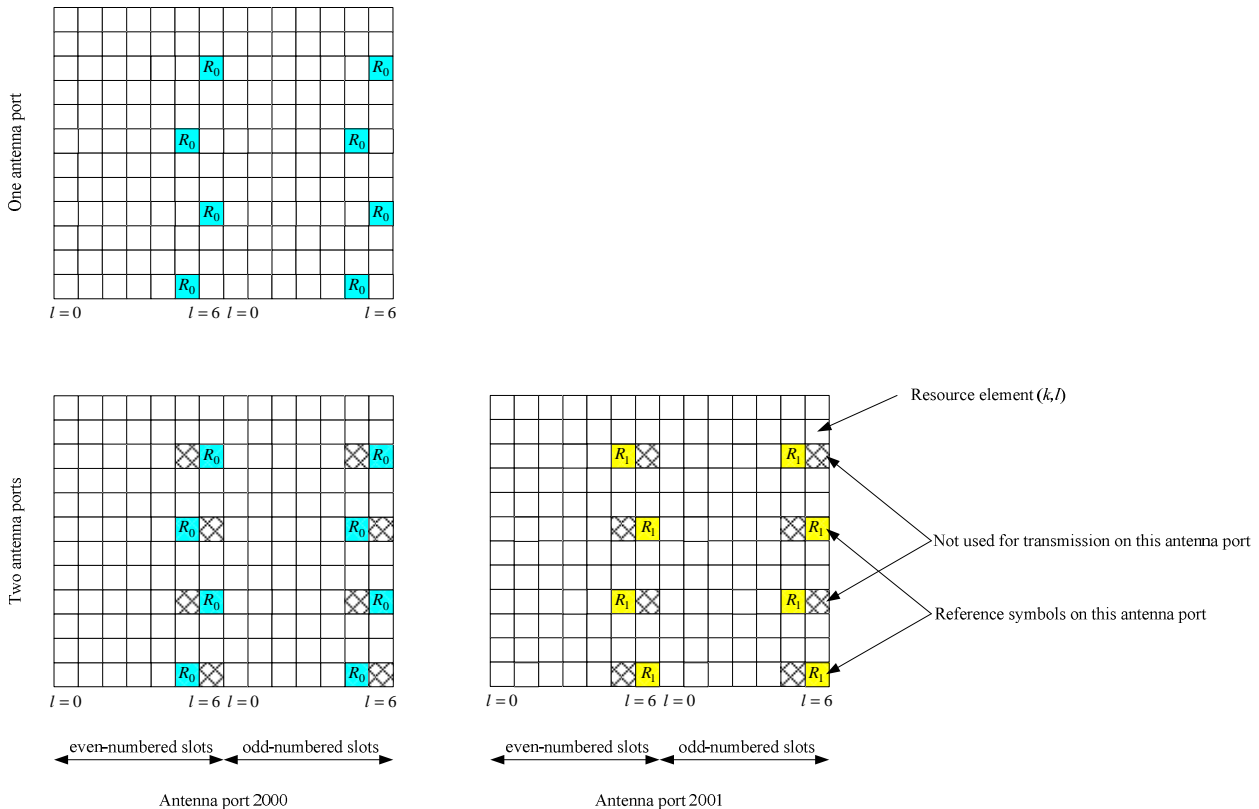 One antenna port
R0 R0
R0 R0
R0 R0
R0 R0
l = 0 l = 6 l = 0 l = 6
Two antenna ports
R0 R0
R0 R0
R0 R0
R0 R0
l = 0 l = 6 l = 0 l = 6
even-numbered slots odd-numbered slots
Antenna port 2000
R1 R1
R1 R1
R1 R1
R1 R1
l = 0 l = 6 l = 0 l = 6
even-numbered slots odd-numbered slots
Antenna port 2001
Resource element (k,l)
Not used for transmission on this antenna port
Reference symbols on this antenna port